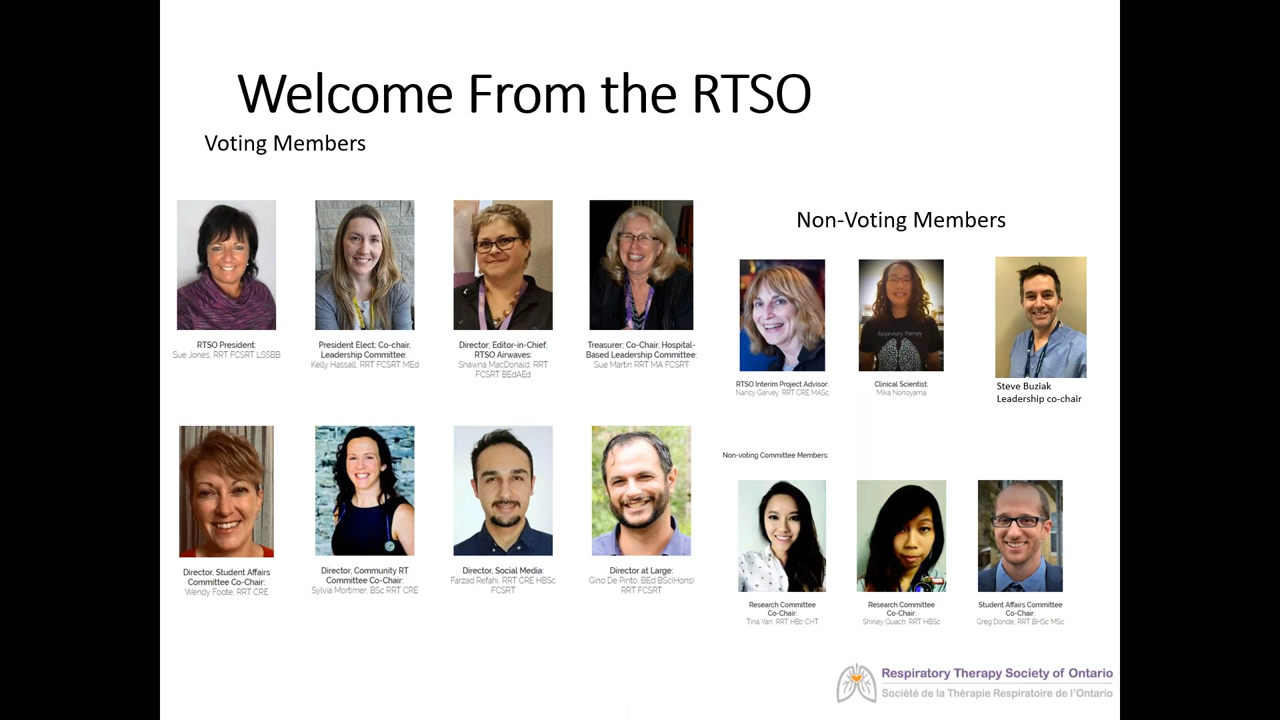 Welcome From the RTSO
Voting Members
RTSO President:
Sue Jones, RRT FCSRT LSSBB
President Elect; Co-chair,
Leadership Committee:
Kelly Hassall, RRT FCSRT MEd
Director; Editor-in-Chief,
RTSO Airwaves:
Shawna MacDonald, RRT
FCSRT BEdAEd
Treasurer; Co-Chair, Hospital-
Based Leadership Committee:
Sue Martin RRT MA FCSRT
Director, Student Affairs
Committee Co-Chair:
Wendy Foote, RRT CRE
Director, Community RT
Committee Co-Chair:
Sylvia Mortimer, BSc RRT CRE
Director, Social Media:
Farzad Refahi, RRT CRE HBSc
FCSRT
Director at Large:
Gino De Pinto, BEd BSc(Hons)
RRT FCSRT
Non-Voting Members
RTSO Interim Project Advisor:
Nancy Garvey, RRT CRE MASc
Respiratory Therapy
Clinical Scientist:
Mika Nonoyama
Steve Buziak
Leadership co-chair
Non-voting Committee Members:
Research Committee
Co-Chair:
Tina Yan, RRT HBc CHT
Research Committee
Co-Chair:
Shirley Quach, RRT HBSc
Student Affairs Committee
Co-Chair:
Greg Donde, RRT BHSc MSc
Respiratory Therapy Society of Ontario
Société de la Thérapie Respiratoire de l'Ontario